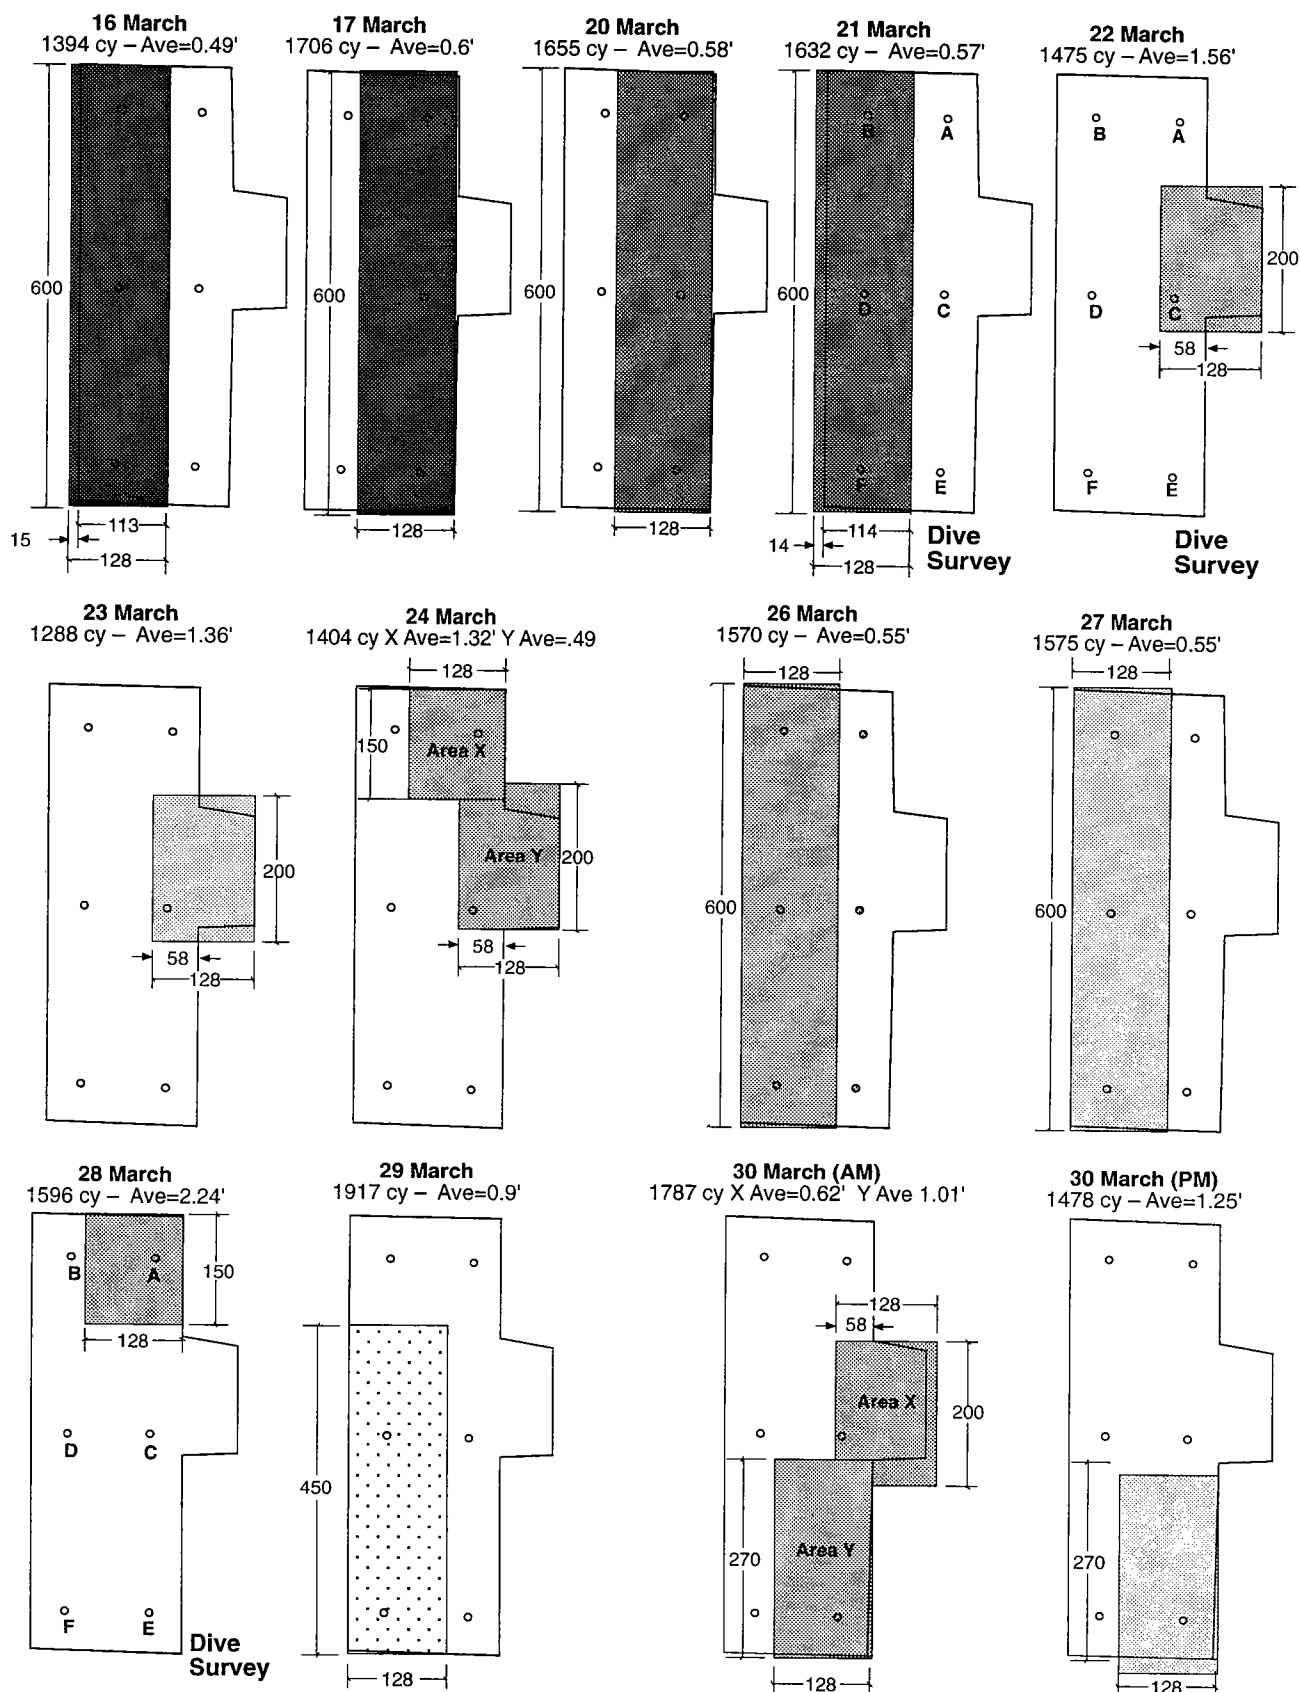 16 March
1394 cy – Ave=0.49'
600
15
113
128
17 March
1706 cy – Ave=0.6'
600
128
20 March
1655 cy – Ave=0.58'
600
128
21 March
1632 cy – Ave=0.57'
B
A
600
D
C
F
E
114
14
128
Dive
Survey
22 March
1475 cy – Ave=1.56'
B
A
200
D
C
58
128
F
E
Dive
Survey
23 March
1288 cy – Ave=1.36'
200
58
128
24 March
1404 cy X Ave=1.32' Y Ave=.49
128
150
Area X
Area Y
200
58
128
26 March
1570 cy – Ave=0.55'
128
600
27 March
1575 cy – Ave=0.55'
128
600
28 March
1596 cy – Ave=2.24'
B
A
150
128
D
C
F
E
Dive
Survey
29 March
1917 cy – Ave=0.9'
450
128
30 March (AM)
1787 cy X Ave=0.62' Y Ave 1.01'
128
58
Area X
200
270
Area Y
128
30 March (PM)
1478 cy – Ave=1.25'
270
128